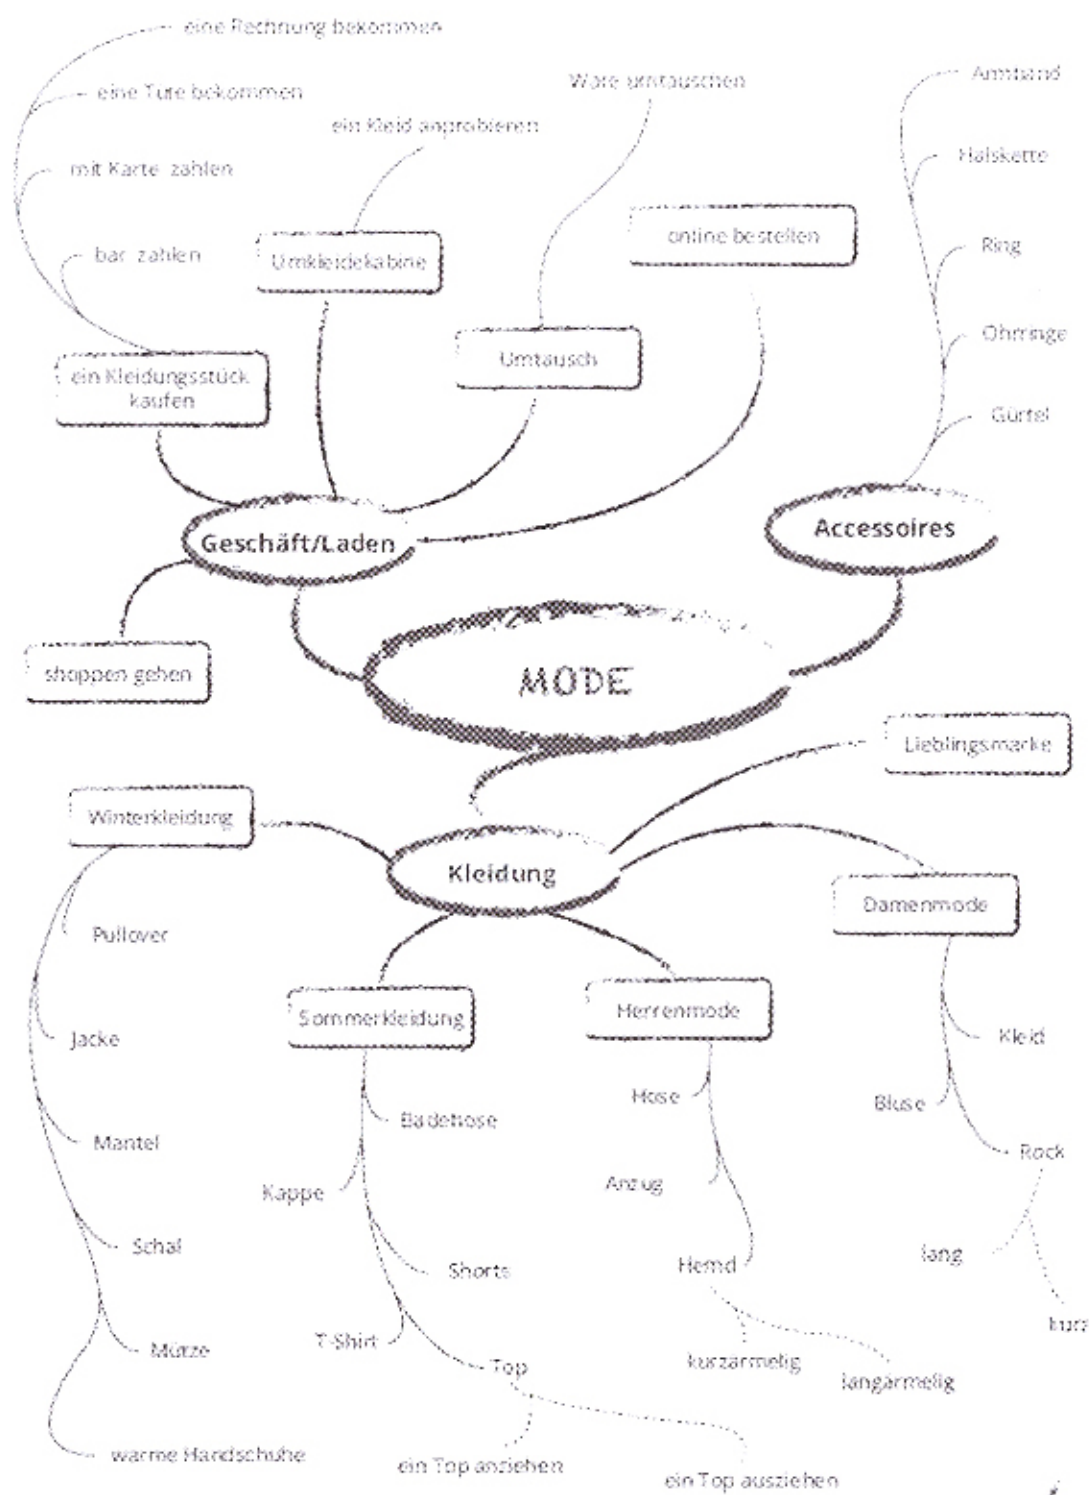 eine Rechnung bekommen
eine Tüte bekommen
mit Karte zahlen
bar zahlen
ein Kleidungsstück
kaufen
ein Kleid anprobieren
Umkleidekabine
Ware umtauschen
Umtausch
online bestellen
Geschäft/Laden
shoppen gehen
Armband
Halskette
Ring
Ohrringe
Gürtel
Accessoires
MODE
Lieblingsmarke
Kleidung
Winterkleidung
Pullover
Jacke
Mantel
Schal
Mütze
warme Handschuhe
Sommerkleidung
Badehose
Kappe
Shorts
T-Shirt
Top
ein Top anziehen
ein Top ausziehen
Herrenmode
Hose
Anzug
Hemd
kurzärmelig
langärmelig
Damenmode
Kleid
Bluse
Rock
lang
kurz